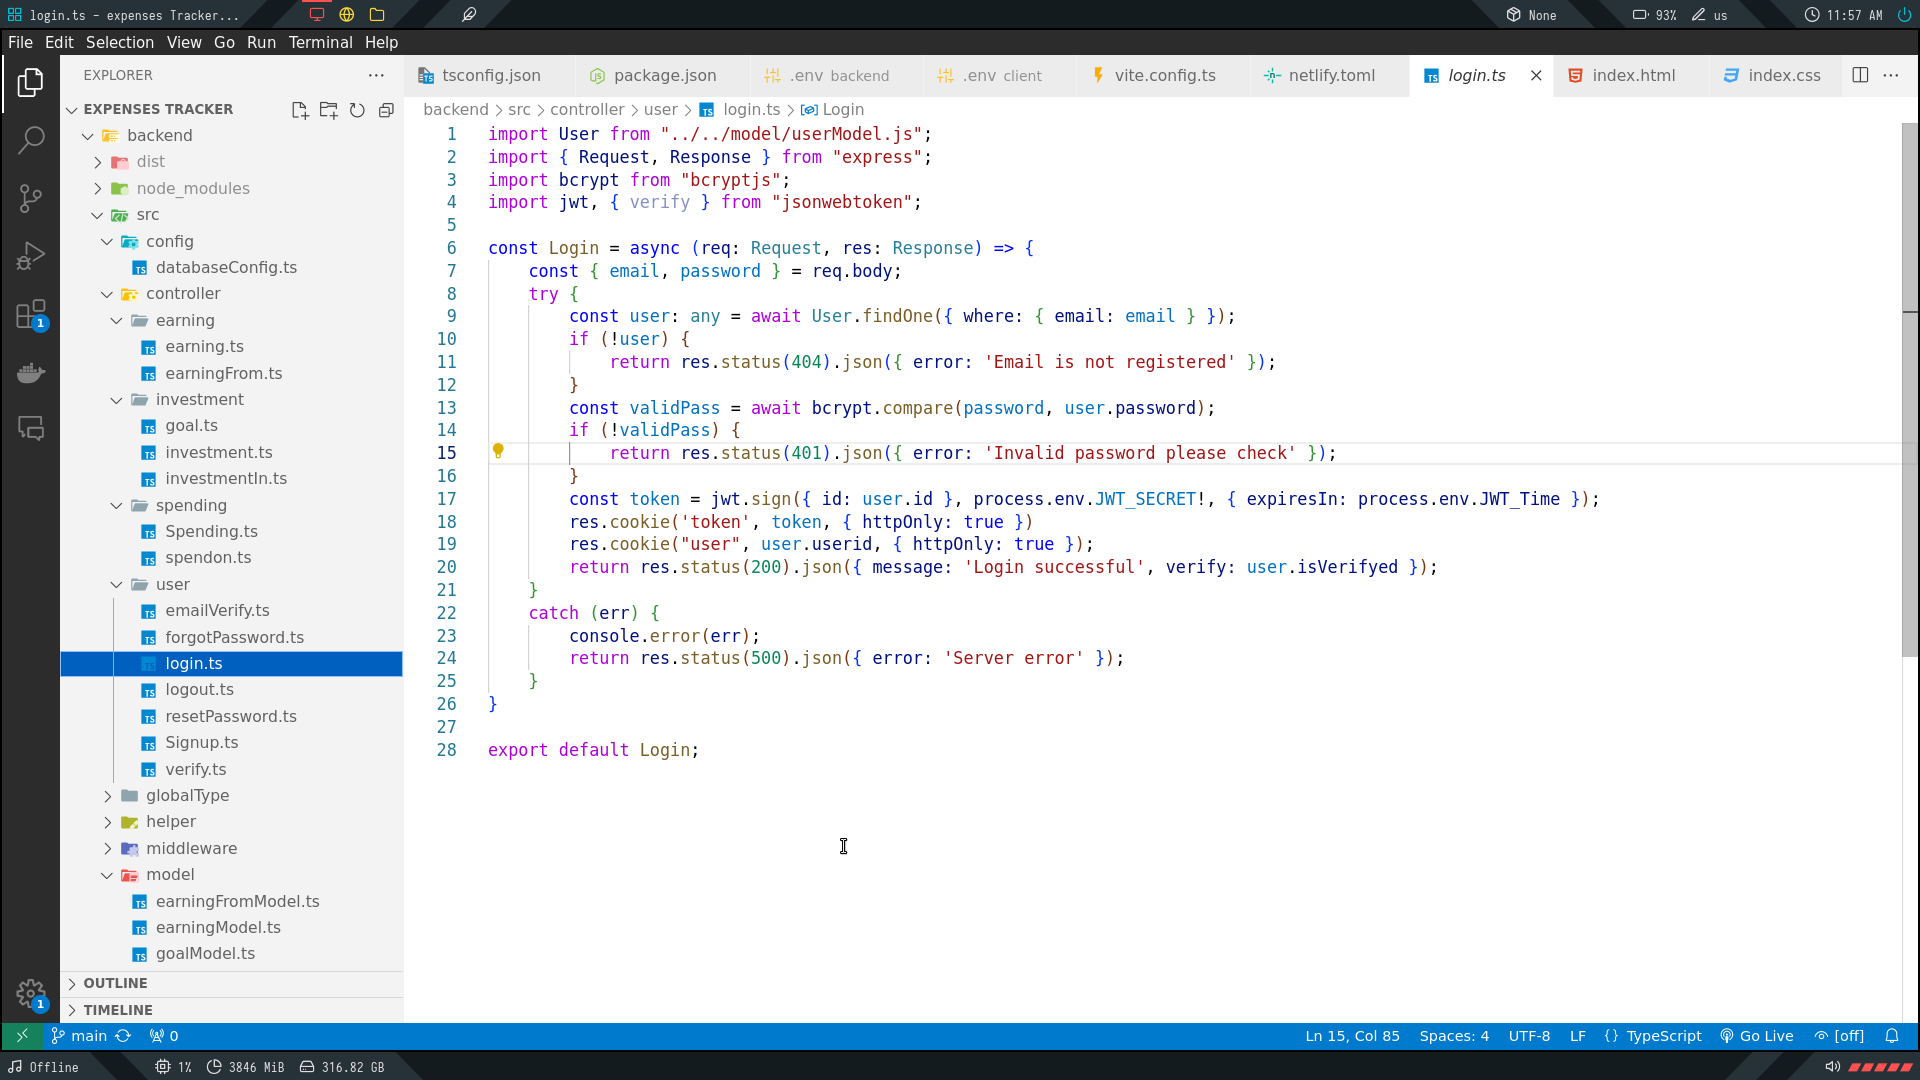 login.ts – expenses Tracker...
None
93%
us
11:57 AM
File Edit Selection View Go Run Terminal Help
EXPLORER
tsconfig.json
package.json
.env backend
.env client
vite.config.ts
netlify.toml
login.ts
index.html
index.css
EXPENSES TRACKER
backend
dist
node_modules
src
config
databaseConfig.ts
controller
earning
earning.ts
earningFrom.ts
investment
goal.ts
investment.ts
investmentIn.ts
spending
Spending.ts
spendon.ts
user
emailVerify.ts
forgotPassword.ts
login.ts
logout.ts
resetPassword.ts
Signup.ts
verify.ts
globalType
helper
middleware
model
earningFromModel.ts
earningModel.ts
goalModel.ts
OUTLINE
TIMELINE
1
1
backend > src > controller > user > TS login.ts > Login
1 import User from "../../model/userModel.js";
2 import { Request, Response } from "express";
3 import bcrypt from "bcryptjs";
4 import jwt, { verify } from "jsonwebtoken";
5
6 const Login = async (req: Request, res: Response) => {
7     const { email, password } = req.body;
8     try {
9         const user: any = await User.findOne({ where: { email: email } });
10         if (!user) {
11             return res.status(404).json({ error: 'Email is not registered' });
12         }
13         const validPass = await bcrypt.compare(password, user.password);
14         if (!validPass) {
15             return res.status(401).json({ error: 'Invalid password please check' });
16         }
17         const token = jwt.sign({ id: user.id }, process.env.JWT_SECRET!, { expiresIn: process.env.JWT_Time });
18         res.cookie('token', token, { httpOnly: true })
19         res.cookie("user", user.userid, { httpOnly: true });
20         return res.status(200).json({ message: 'Login successful', verify: user.isVerifyed });
21     }
22     catch (err) {
23         console.error(err);
24         return res.status(500).json({ error: 'Server error' });
25     }
26 }
27
28 export default Login;
main
0
Ln 15, Col 85
Spaces: 4
UTF-8
LF
{} TypeScript
Go Live
[off]
Offline
1%
3846 MiB
316.82 GB